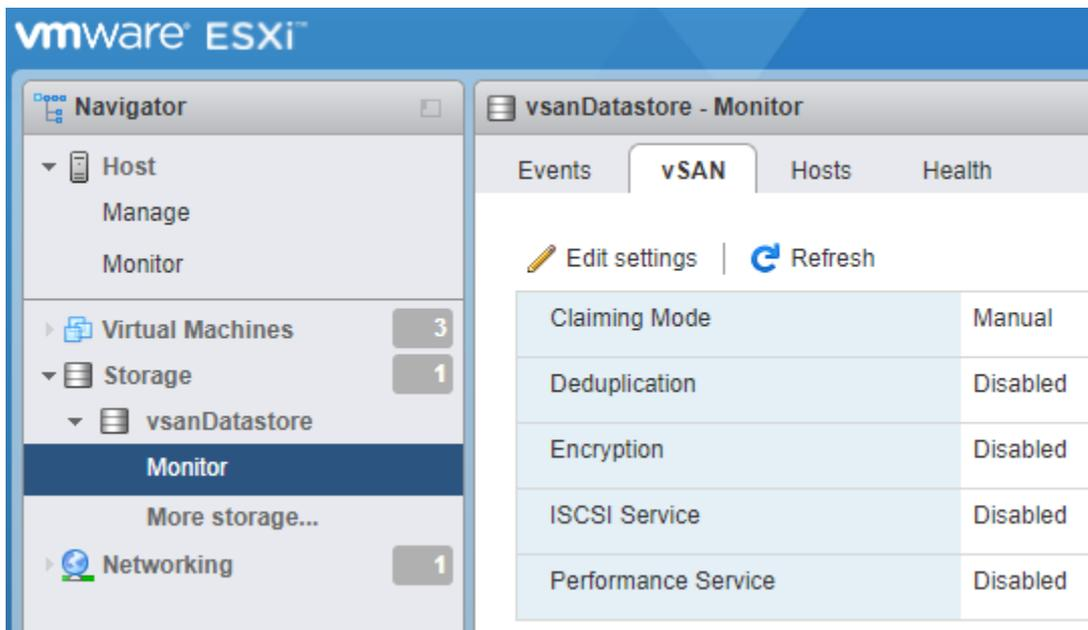 vmware® ESXi™
Navigator
Host
Manage
Monitor
Virtual Machines 3
Storage 1
vsanDatastore
Monitor
More storage...
Networking 1
vsanDatastore - Monitor
Events vSAN Hosts Health
Edit settings | Refresh
Claiming Mode Manual
Deduplication Disabled
Encryption Disabled
ISCSI Service Disabled
Performance Service Disabled